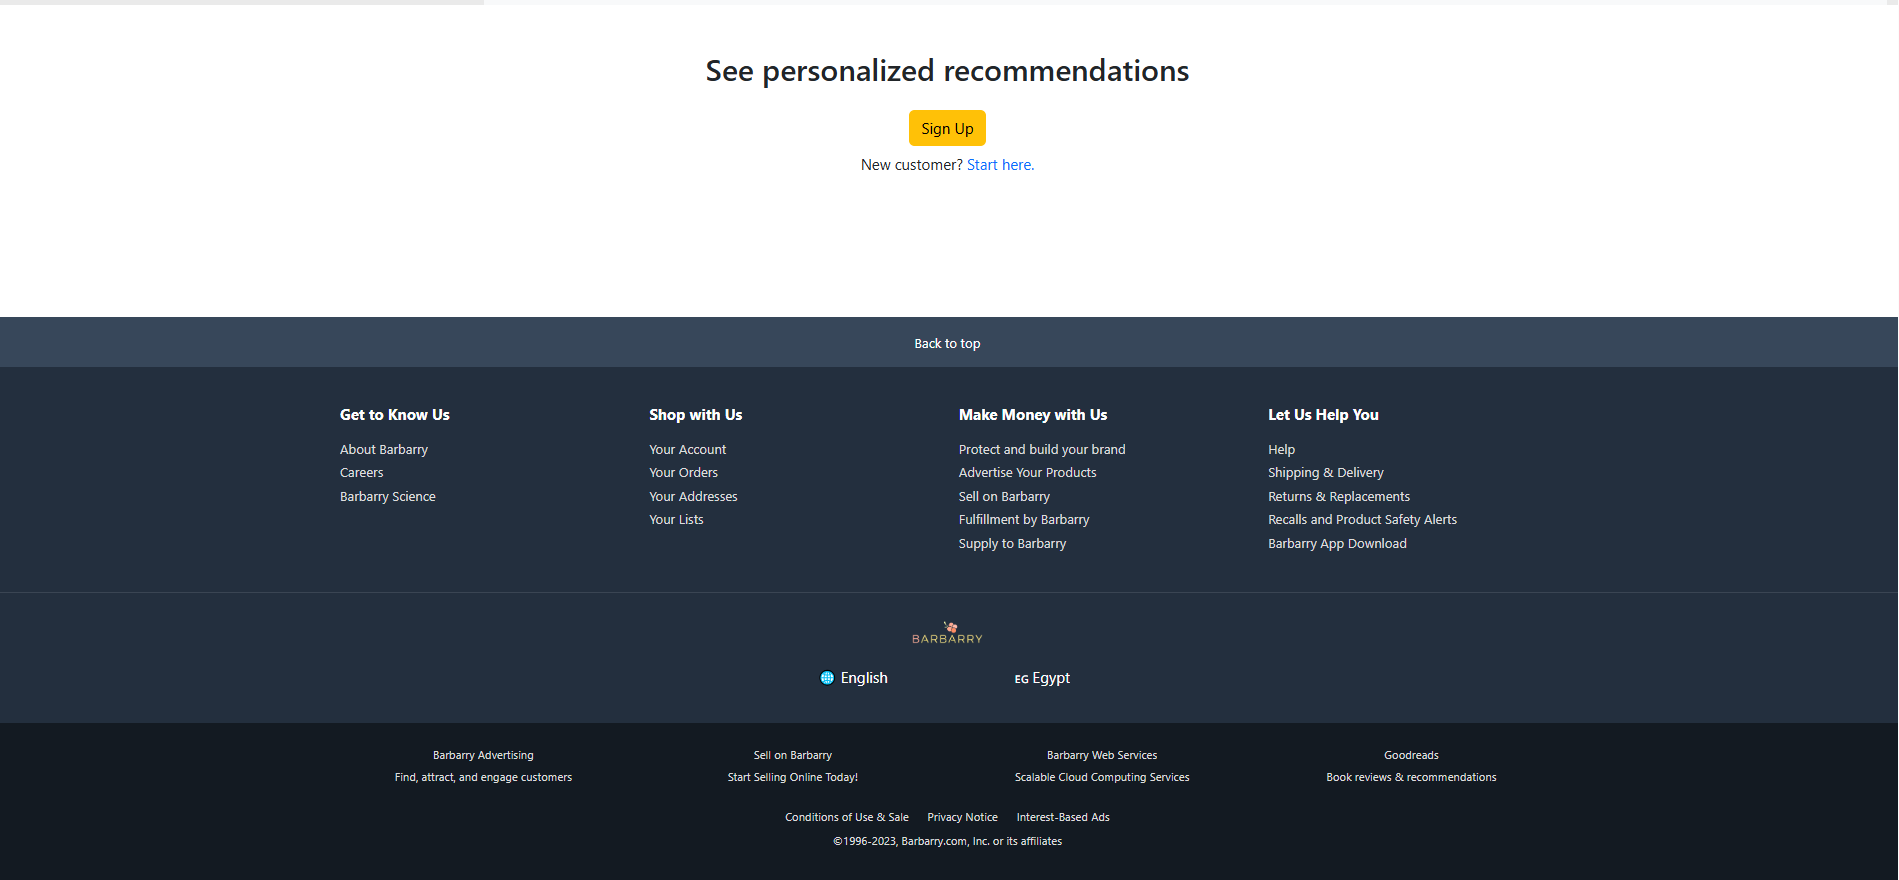 See personalized recommendations
Sign Up
New customer? Start here.
Back to top
Get to Know Us
About Barbarry
Careers
Barbarry Science
Shop with Us
Your Account
Your Orders
Your Addresses
Your Lists
Make Money with Us
Protect and build your brand
Advertise Your Products
Sell on Barbarry
Fulfillment by Barbarry
Supply to Barbarry
Let Us Help You
Help
Shipping & Delivery
Returns & Replacements
Recalls and Product Safety Alerts
Barbarry App Download
BARBARRY
English
EG Egypt
Barbarry Advertising
Find, attract, and engage customers
Sell on Barbarry
Start Selling Online Today!
Barbarry Web Services
Scalable Cloud Computing Services
Goodreads
Book reviews & recommendations
Conditions of Use & Sale Privacy Notice Interest-Based Ads
©1996-2023, Barbarry.com, Inc. or its affiliates